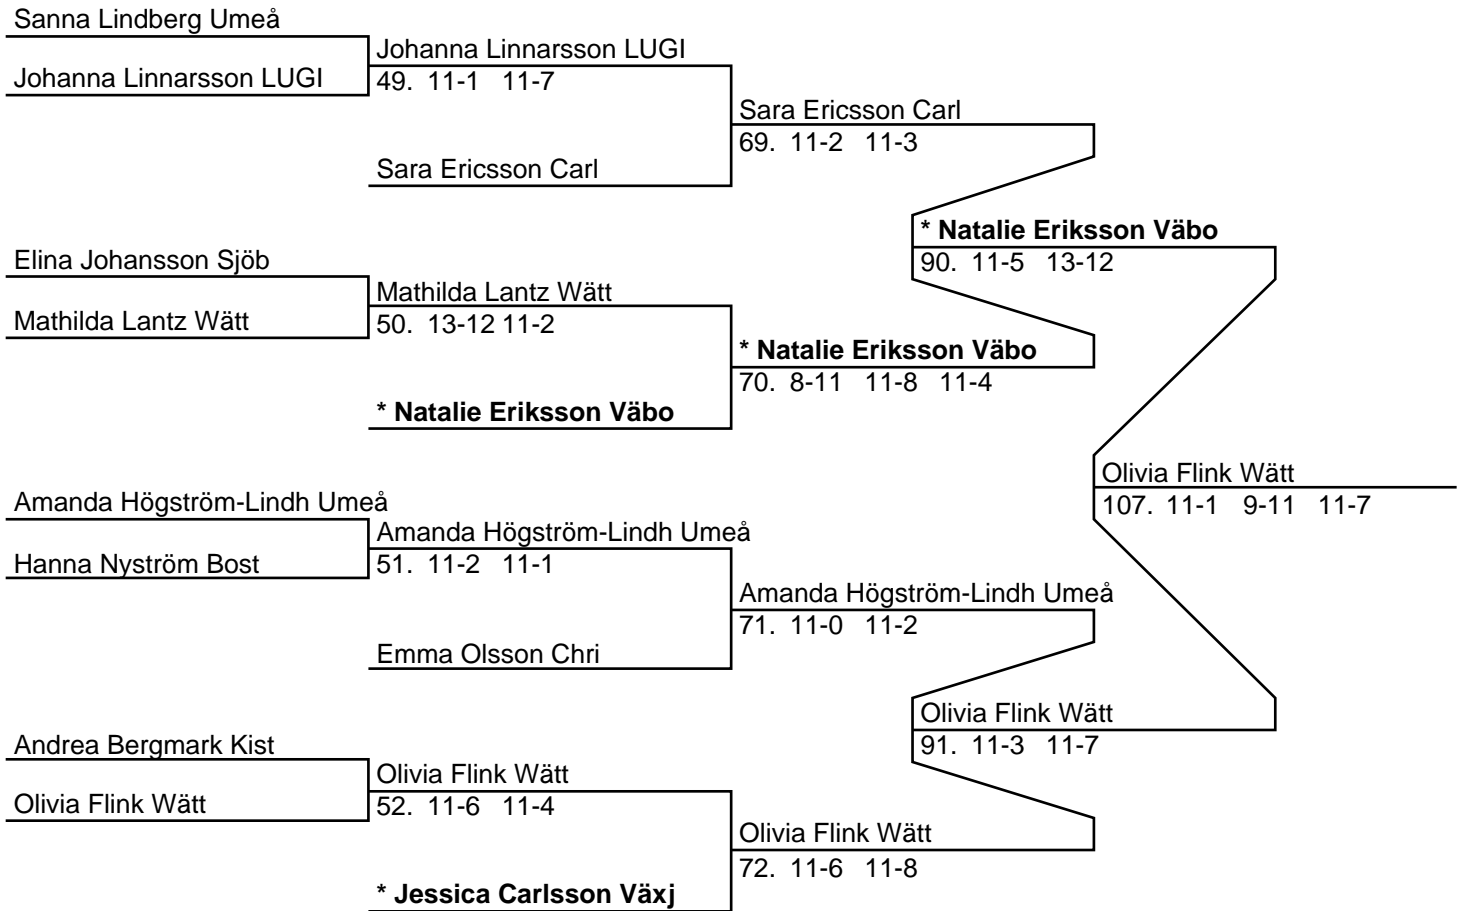 Sanna Lindberg Umeå
Johanna Linnarsson LUGI
Johanna Linnarsson LUGI
49. 11-1 11-7
Sara Ericsson Carl
Sara Ericsson Carl
69. 11-2 11-3
* Natalie Eriksson Väbo
90. 11-5 13-12
Elina Johansson Sjöb
Mathilda Lantz Wätt
Mathilda Lantz Wätt
50. 13-12 11-2
* Natalie Eriksson Väbo
70. 8-11 11-8 11-4
* Natalie Eriksson Väbo
Olivia Flink Wätt
107. 11-1 9-11 11-7
Amanda Högström-Lindh Umeå
Amanda Högström-Lindh Umeå
Hanna Nyström Bost
51. 11-2 11-1
Amanda Högström-Lindh Umeå
71. 11-0 11-2
Emma Olsson Chri
Olivia Flink Wätt
91. 11-3 11-7
Andrea Bergmark Kist
Olivia Flink Wätt
Olivia Flink Wätt
52. 11-6 11-4
Olivia Flink Wätt
72. 11-6 11-8
* Jessica Carlsson Växj